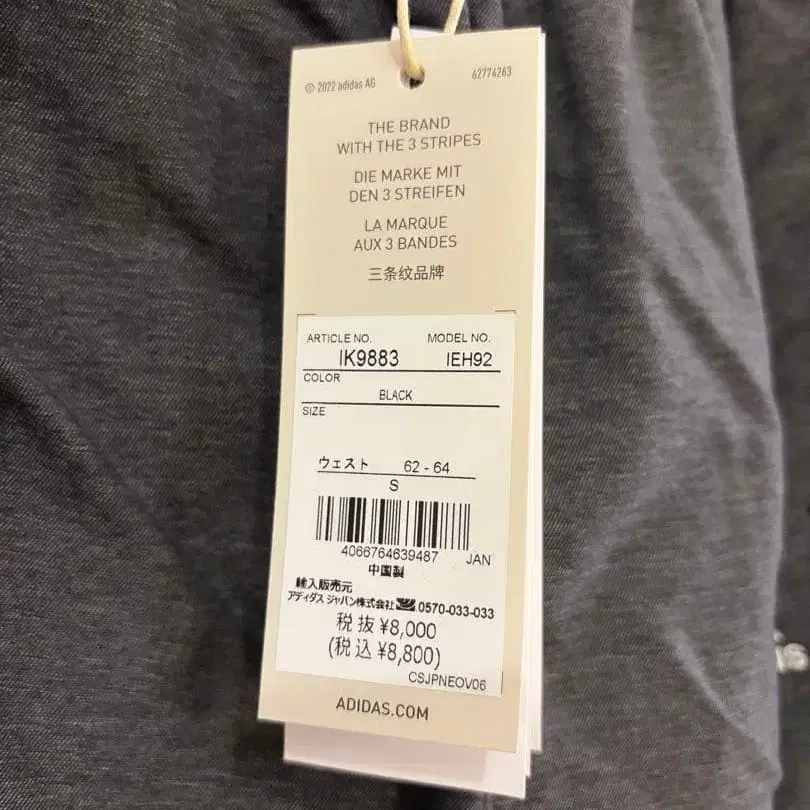 © 2022 adidas AG 62774263
THE BRAND
WITH THE 3 STRIPES
DIE MARKE MIT
DEN 3 STREIFEN
LA MARQUE
AUX 3 BANDES
三条纹品牌
ARTICLE NO. MODEL NO.
IK9883 IEH92
COLOR
BLACK
SIZE
ウェスト 62 - 64
S
4066764639487 JAN
中国製
輸入販売元
アディダス ジャパン株式会社 0570-033-033
税抜 ¥8,000
(税込 ¥8,800)
CSJPNEOV06
ADIDAS.COM